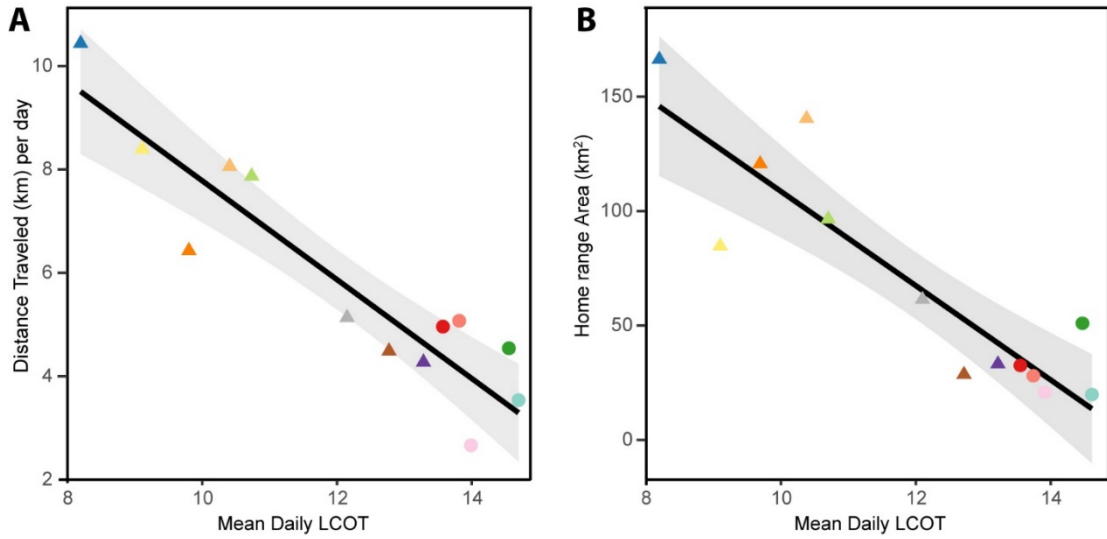 A
Distance Traveled (km) per day
10
8
6
4
2
8 10 12 14
Mean Daily LCOT
B
Home range Area (km²)
150
100
50
0
8 10 12 14
Mean Daily LCOT